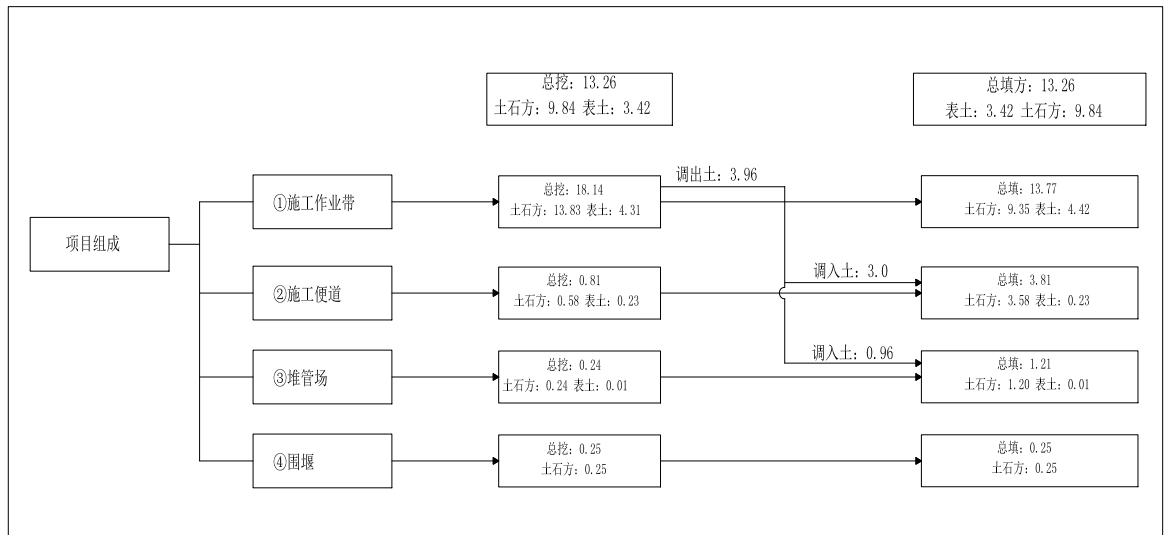 总挖：13.26
土石方：9.84 表土：3.42
总填方：13.26
表土：3.42 土石方：9.84
项目组成
①施工作业带
总挖：18.14
土石方：13.83 表土：4.31
调出土：3.96
总填：13.77
土石方：9.35 表土：4.42
②施工便道
总挖：0.81
土石方：0.58 表土：0.23
调入土：3.0
总填：3.81
土石方：3.58 表土：0.23
③堆管场
总挖：0.24
土石方：0.24 表土：0.01
调入土：0.96
总填：1.21
土石方：1.20 表土：0.01
④围堰
总挖：0.25
土石方：0.25
总填：0.25
土石方：0.25